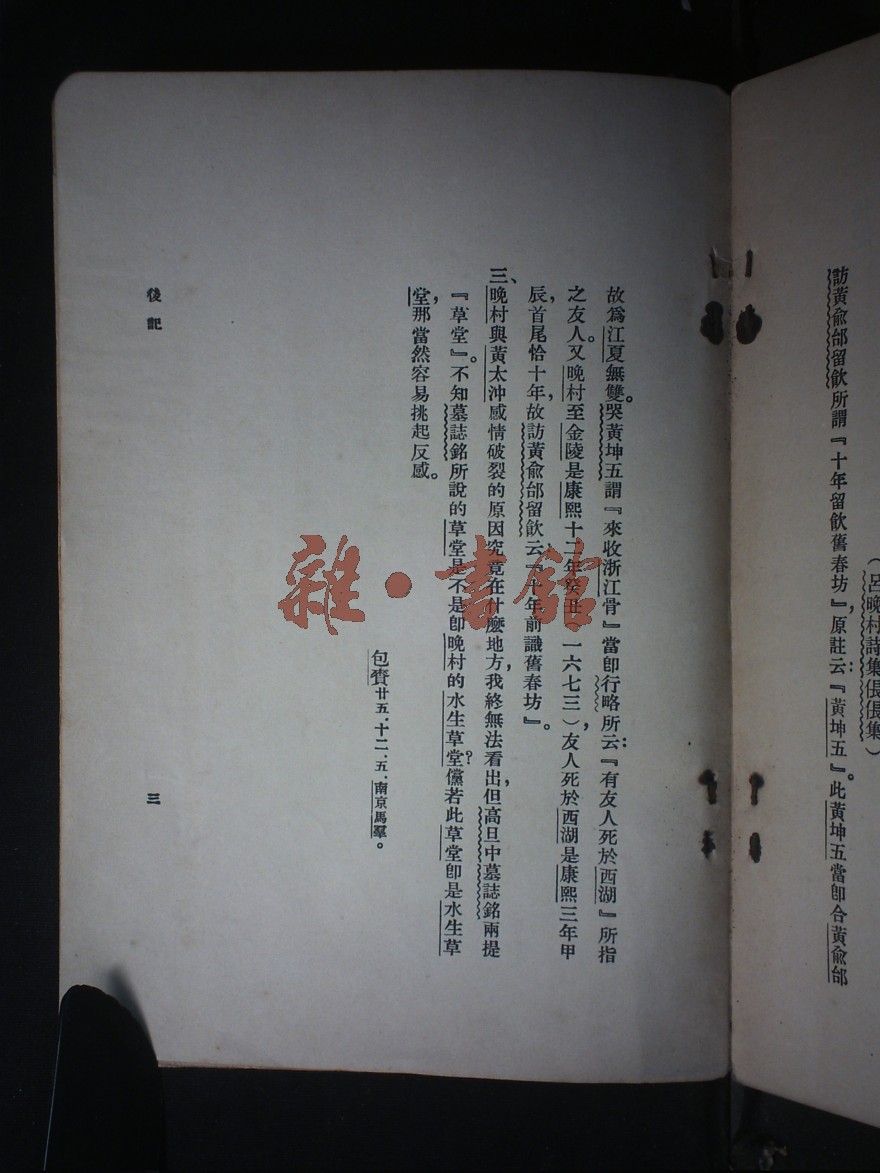 （呂晚村詩集倀倀集）
訪黃兪邰留飲所謂『十年留飲舊春坊』，原註云：『黃坤五』。此黃坤五當卽合黃兪邰
故爲江夏無雙。哭黃坤五謂『來收浙江骨』當卽行略所云：『有友人死於西湖』所指
之友人。又晚村至金陵是康熙十二年癸丑（一六七三），友人死於西湖是康熙三年甲
辰，首尾恰十年，故訪黃兪邰留飲云『十年前識舊春坊』。
三、晚村與黃太沖感情破裂的原因究竟在什麼地方，我終無法看出，但高旦中墓誌銘兩提
『草堂』。不知墓誌銘所說的草堂是不是卽晚村的水生草堂？儻若此草堂卽是水生草
堂，那當然容易挑起反感。
包賚廿五．十二．五．南京馬羣。
後記
三
雜·書館